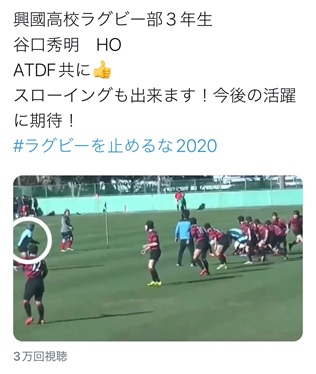 興國高校ラグビー部３年生
谷口秀明　HO
ATDF共に👍
スローイングも出来ます！今後の活躍
に期待！
#ラグビーを止めるな2020
3万回視聴